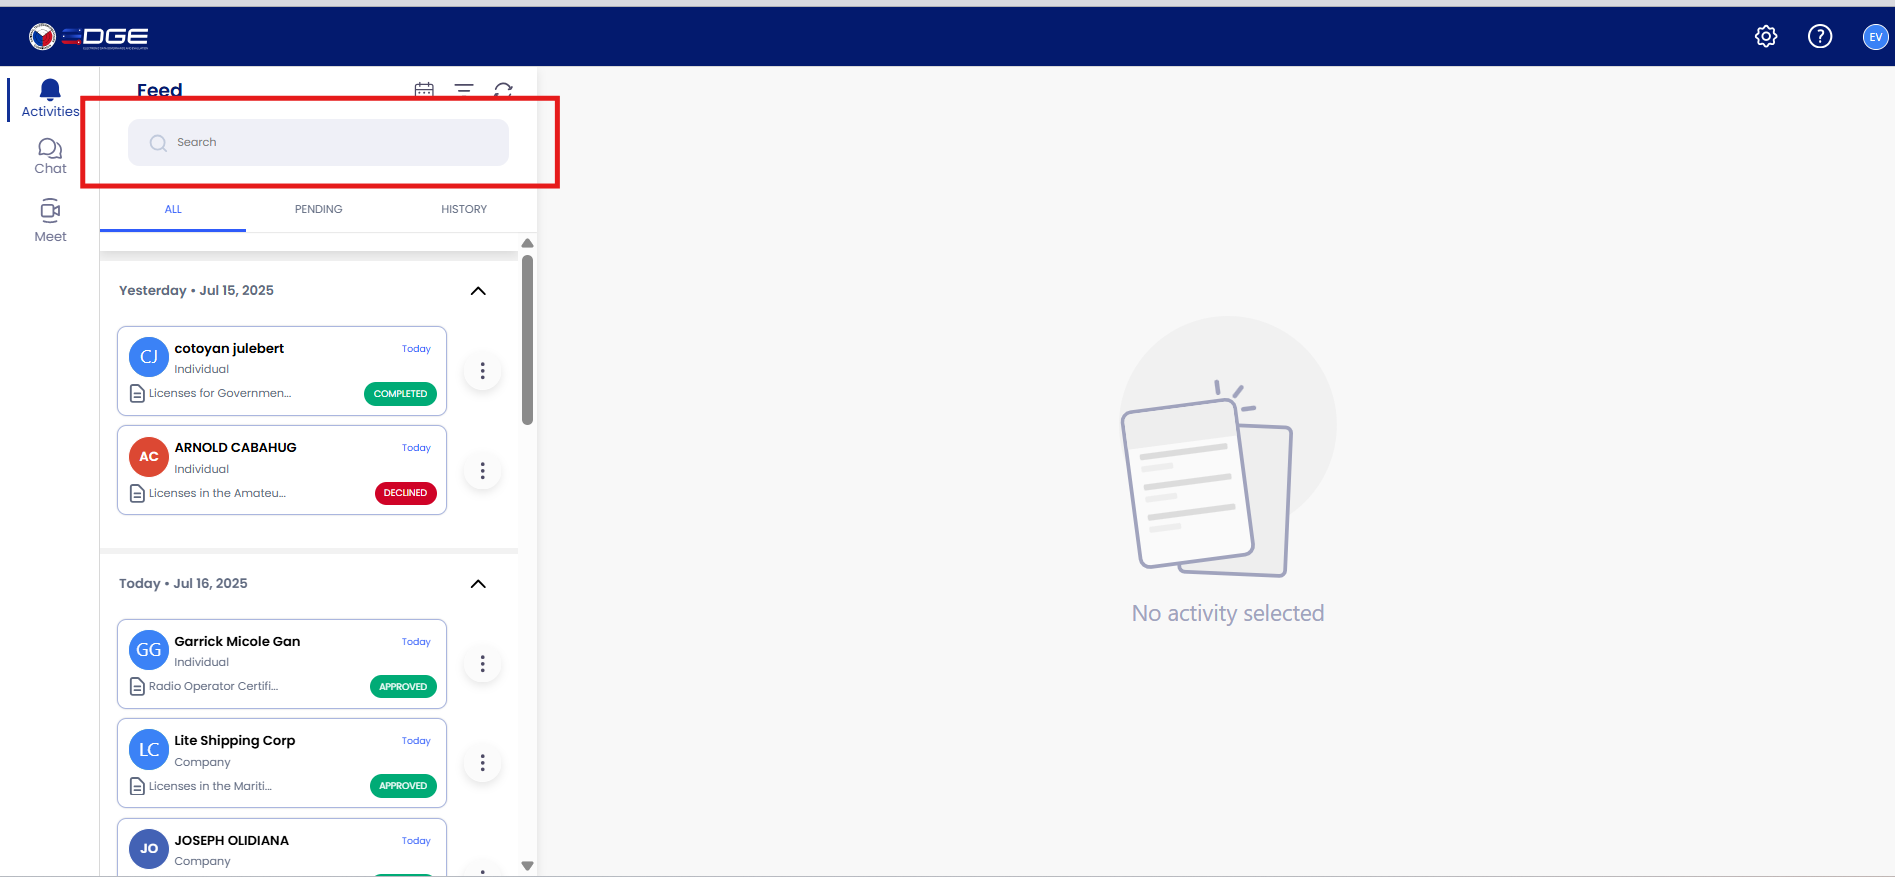 EDGE
EV
Activities
Chat
Meet
Feed
Search
ALL
PENDING
HISTORY
Yesterday • Jul 15, 2025
CJ
cotoyan julebert
Today
Individual
Licenses for Governmen...
COMPLETED
AC
ARNOLD CABAHUG
Today
Individual
Licenses in the Amateu...
DECLINED
Today • Jul 16, 2025
GG
Garrick Micole Gan
Today
Individual
Radio Operator Certifi...
APPROVED
LC
Lite Shipping Corp
Today
Company
Licenses in the Mariti...
APPROVED
JO
JOSEPH OLIDIANA
Today
Company
No activity selected